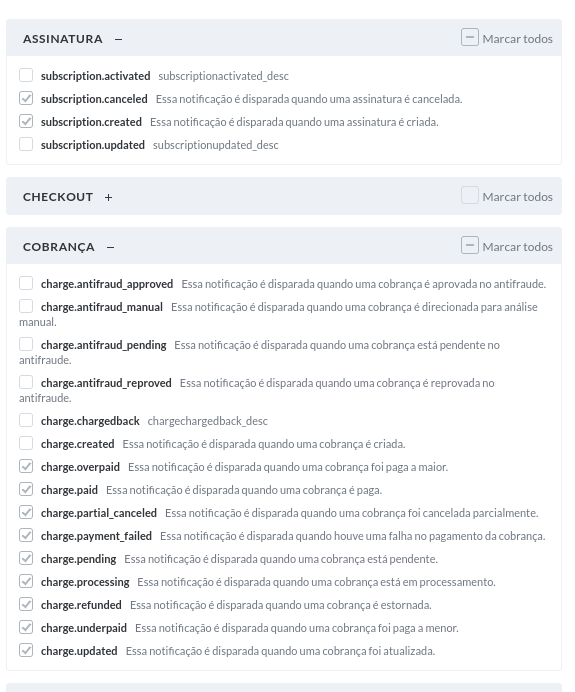 ASSINATURA − Marcar todos
subscription.activated subscriptionactivated_desc
subscription.canceled Essa notificação é disparada quando uma assinatura é cancelada.
subscription.created Essa notificação é disparada quando uma assinatura é criada.
subscription.updated subscriptionupdated_desc
CHECKOUT + Marcar todos
COBRANÇA − Marcar todos
charge.antifraud_approved Essa notificação é disparada quando uma cobrança é aprovada no antifraude.
charge.antifraud_manual Essa notificação é disparada quando uma cobrança é direcionada para análise
manual.
charge.antifraud_pending Essa notificação é disparada quando uma cobrança está pendente no
antifraude.
charge.antifraud_reproved Essa notificação é disparada quando uma cobrança é reprovada no
antifraude.
charge.chargedback chargechargedback_desc
charge.created Essa notificação é disparada quando uma cobrança é criada.
charge.overpaid Essa notificação é disparada quando uma cobrança foi paga a maior.
charge.paid Essa notificação é disparada quando uma cobrança é paga.
charge.partial_canceled Essa notificação é disparada quando uma cobrança foi cancelada parcialmente.
charge.payment_failed Essa notificação é disparada quando houve uma falha no pagamento da cobrança.
charge.pending Essa notificação é disparada quando uma cobrança está pendente.
charge.processing Essa notificação é disparada quando uma cobrança está em processamento.
charge.refunded Essa notificação é disparada quando uma cobrança é estornada.
charge.underpaid Essa notificação é disparada quando uma cobrança foi paga a menor.
charge.updated Essa notificação é disparada quando uma cobrança foi atualizada.